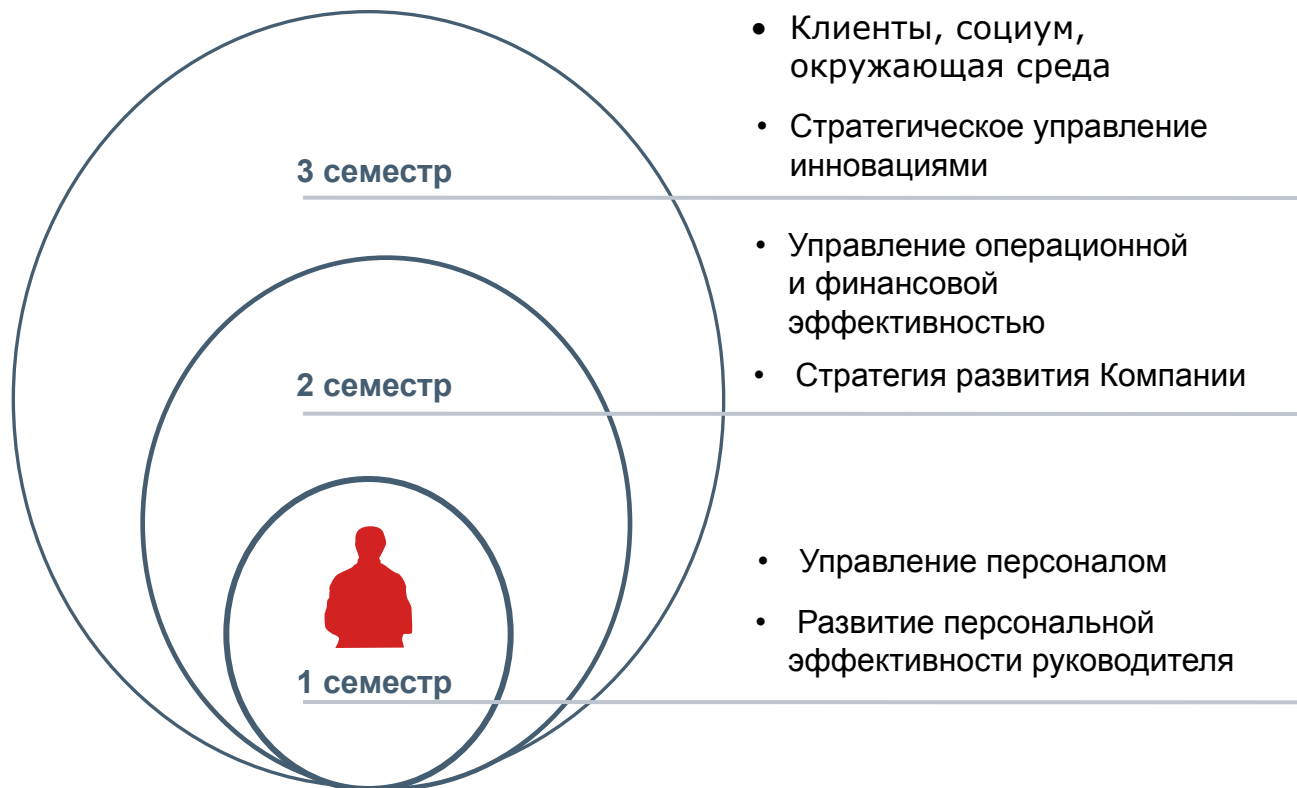 • Клиенты, социум,
окружающая среда
• Стратегическое управление
инновациями
3 семестр
• Управление операционной
и финансовой
эффективностью
• Стратегия развития Компании
2 семестр
• Управление персоналом
• Развитие персональной
эффективности руководителя
1 семестр